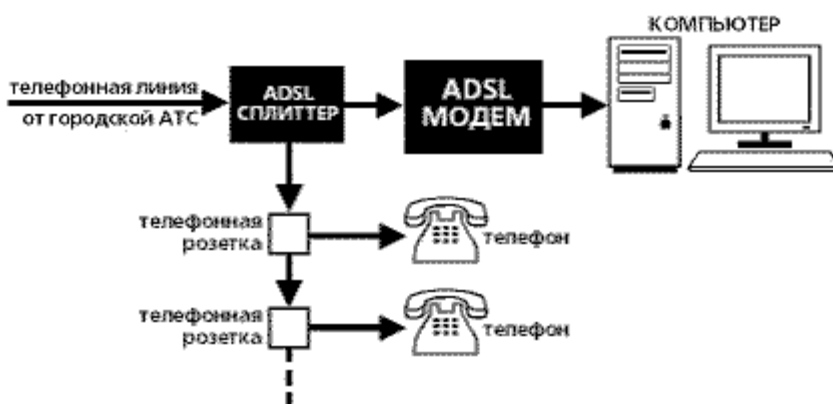 КОМПЬЮТЕР
телефонная линия
от городской АТС
ADSL
СПЛИТТЕР
ADSL
МОДЕМ
телефонная
розетка
телефон
телефонная
розетка
телефон